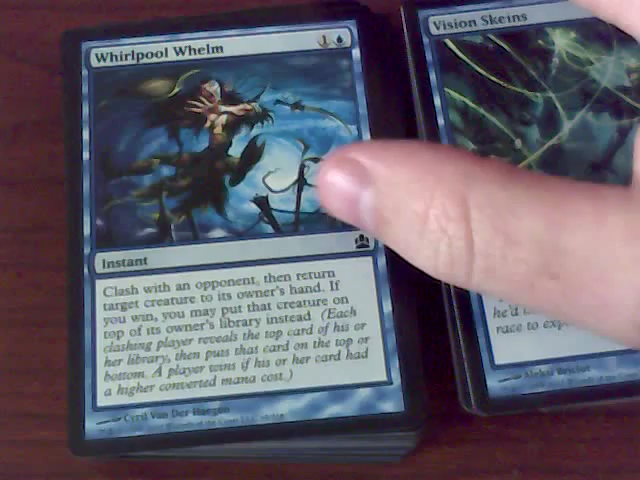 Whirlpool Whelm
1
Instant
Clash with an opponent, then return
target creature to its owner's hand. If
you win, you may put that creature on
top of its owner's library instead (Each
clashing player reveals the top card of his or
her library, then puts that card on the top or
bottom. A player wins if his or her card had
a higher converted mana cost.)
Cyril Van Der Haegen
Vision Skeins
he'd
race to